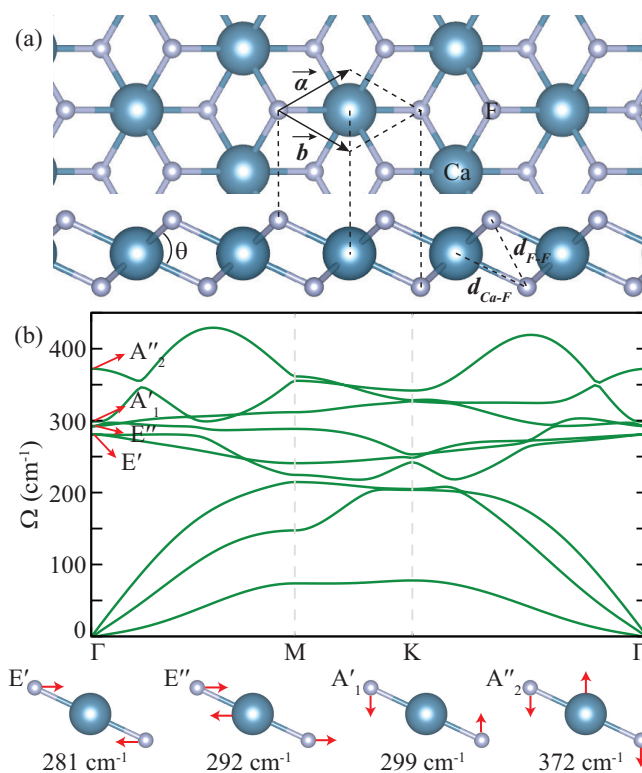 (a)
a
b
F
Ca
θ
d_F-F
d_Ca-F
(b)
400
300
200
100
0
Ω (cm⁻¹)
A″₂
A′₁
E″
E′
Γ M K Γ
E′ E″ A′₁ A″₂
281 cm⁻¹ 292 cm⁻¹ 299 cm⁻¹ 372 cm⁻¹